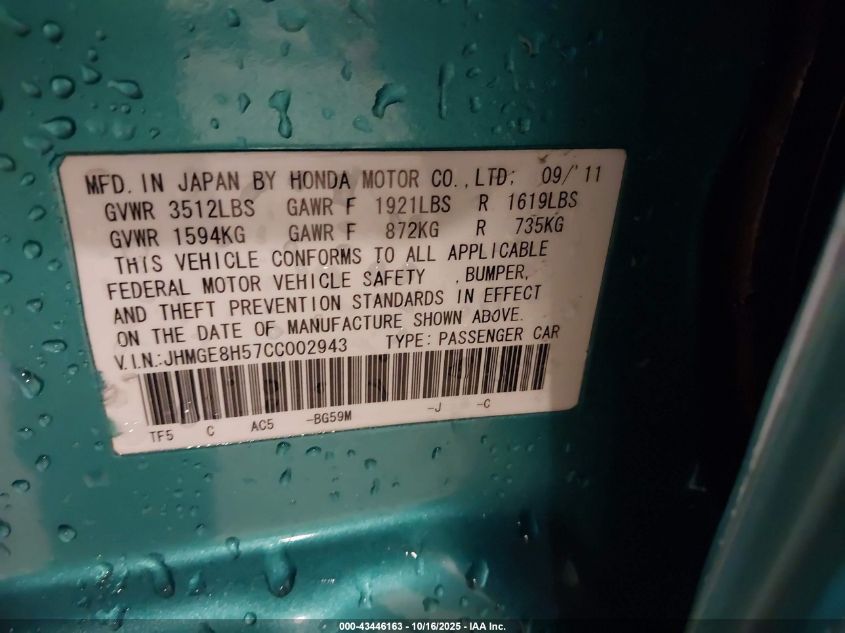 MFD. IN JAPAN BY HONDA MOTOR CO., LTD; 09/'11
GVWR 3512LBS GAWR F 1921LBS R 1619LBS
GVWR 1594KG GAWR F 872KG R 735KG
THIS VEHICLE CONFORMS TO ALL APPLICABLE
FEDERAL MOTOR VEHICLE SAFETY , BUMPER,
AND THEFT PREVENTION STANDARDS IN EFFECT
ON THE DATE OF MANUFACTURE SHOWN ABOVE.
V.I.N.:JHMGE8H57CC002943 TYPE: PASSENGER CAR
TF5 C AC5 -BG59M -J -C
000-43446163 - 10/16/2025 - IAA Inc.